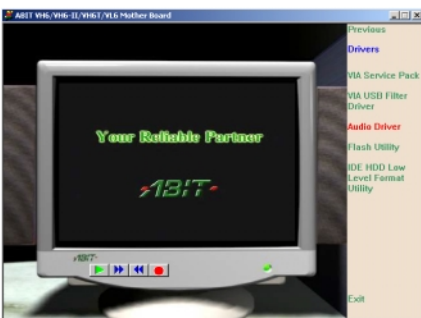 ABIT VH6/VH6-II/VH6T/VL6 Mother Board
Previous
Drivers
VIA Service Pack
VIA USB Filter
Driver
Audio Driver
Flash Utility
IDE HDD Low
Level Format
Utility
Exit
Your Reliable Partner
ABIT
ABIT